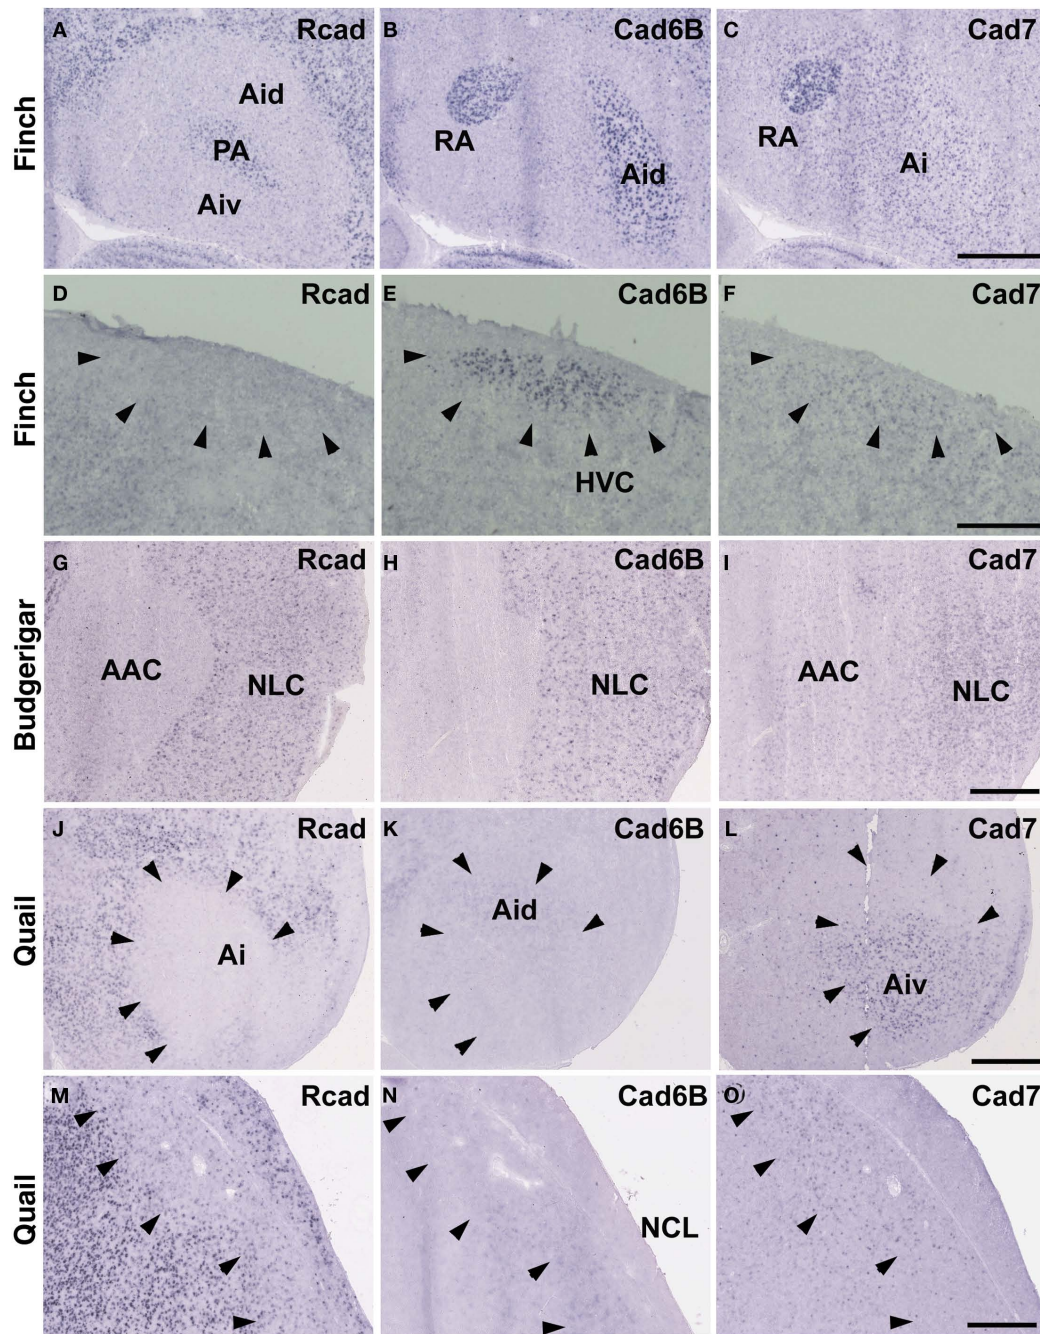 Finch
A
Rcad
Aid
PA
Aiv
B
Cad6B
RA
Aid
C
Cad7
RA
Ai
Finch
D
Rcad
E
Cad6B
HVC
F
Cad7
Budgerigar
G
Rcad
AAC
NLC
H
Cad6B
NLC
I
Cad7
AAC
NLC
Quail
J
Rcad
Ai
K
Cad6B
Aid
L
Cad7
Aiv
Quail
M
Rcad
N
Cad6B
NCL
O
Cad7